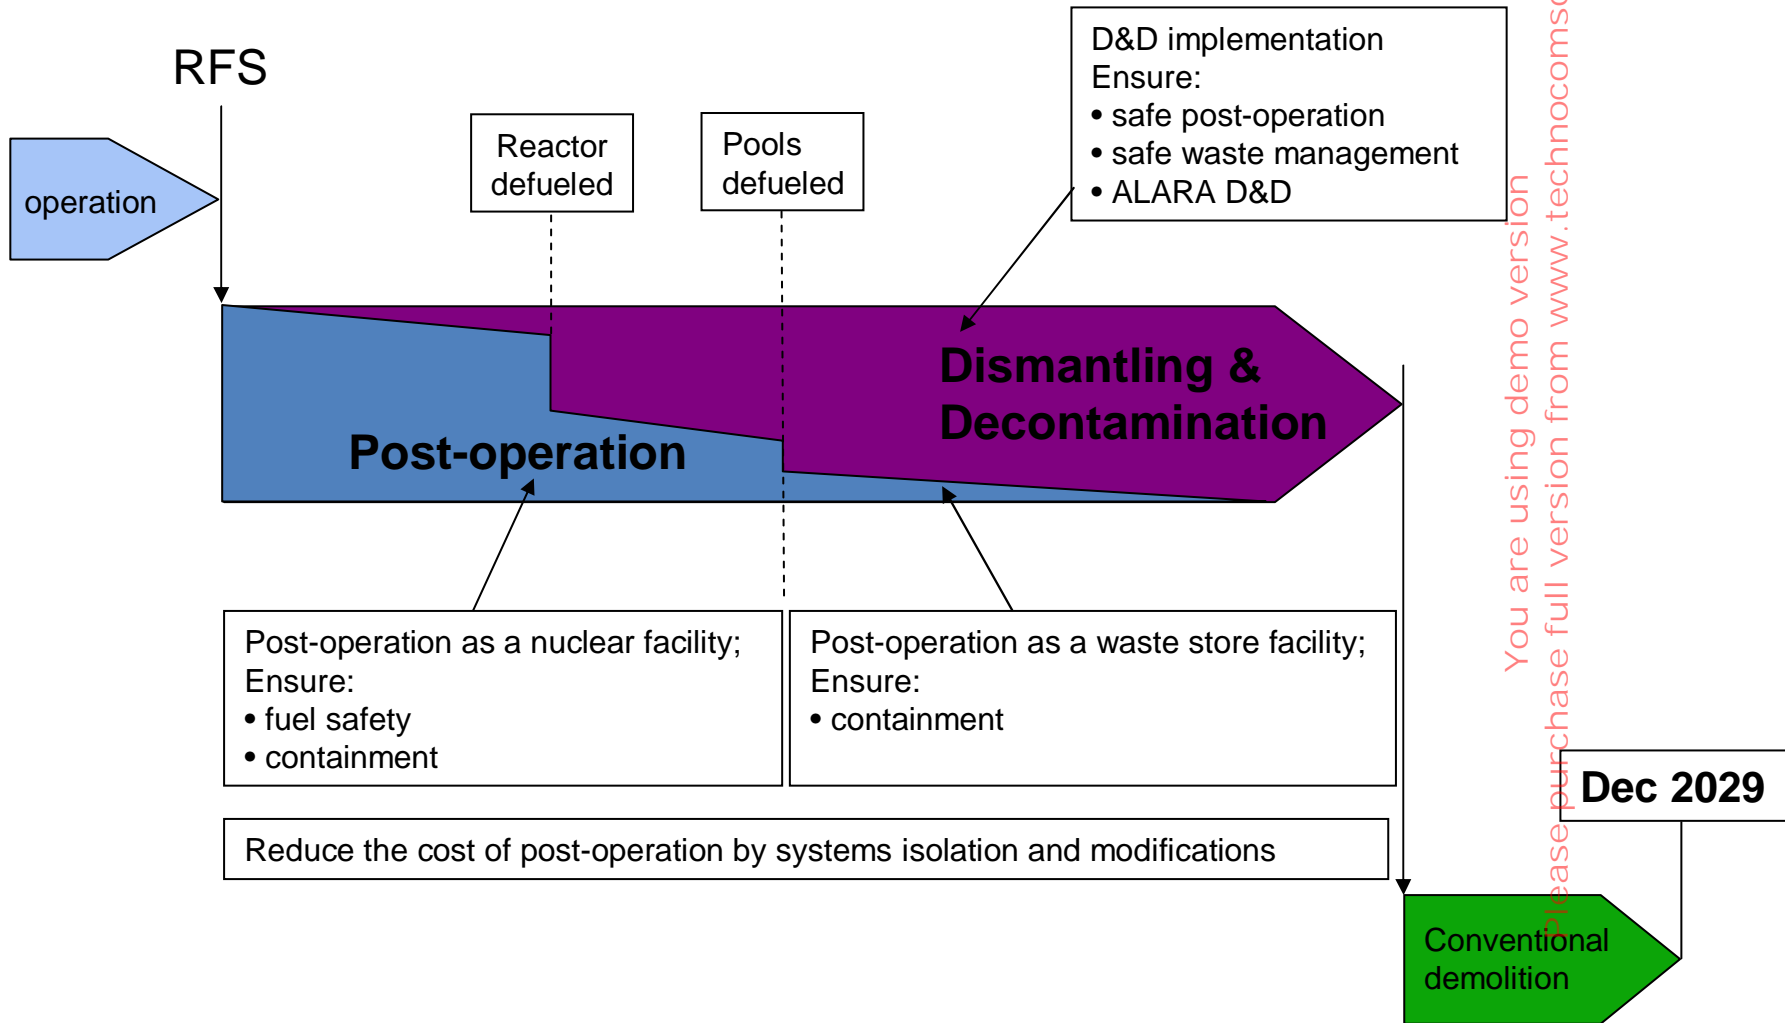 RFS
operation
Reactor
defueled
Pools
defueled
D&D implementation
Ensure:
• safe post-operation
• safe waste management
• ALARA D&D
Dismantling &
Decontamination
Post-operation
Post-operation as a nuclear facility;
Ensure:
• fuel safety
• containment
Post-operation as a waste store facility;
Ensure:
• containment
Reduce the cost of post-operation by systems isolation and modifications
Dec 2029
Conventional
demolition
You are using demo version
Please purchase full version from